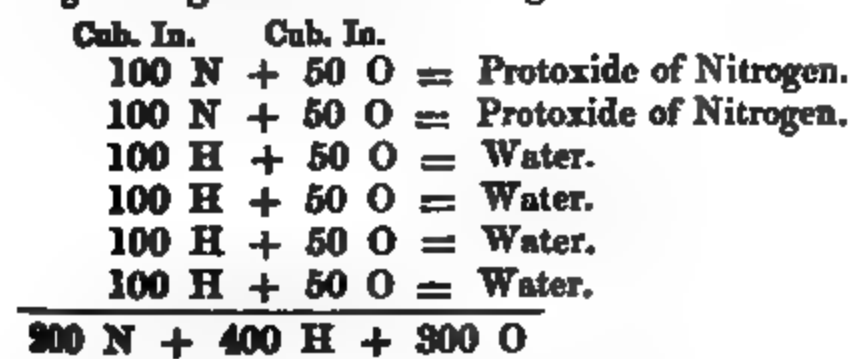 Cub. In. Cub. In.
100 N + 50 O = Protoxide of Nitrogen.
100 N + 50 O = Protoxide of Nitrogen.
100 H + 50 O = Water.
100 H + 50 O = Water.
100 H + 50 O = Water.
100 H + 50 O = Water.
200 N + 400 H + 300 O